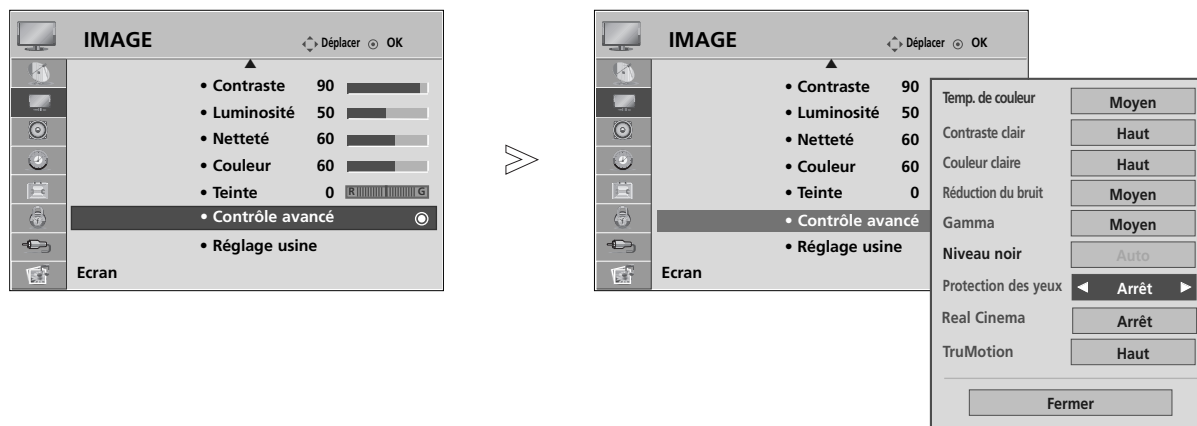 IMAGE Déplacer OK
• Contraste 90
• Luminosité 50
• Netteté 60
• Couleur 60
• Teinte 0 R G
• Contrôle avancé
• Réglage usine
Ecran
IMAGE Déplacer OK
• Contraste 90
• Luminosité 50
• Netteté 60
• Couleur 60
• Teinte 0
• Contrôle avancé
• Réglage usine
Ecran
Temp. de couleur Moyen
Contraste clair Haut
Couleur claire Haut
Réduction du bruit Moyen
Gamma Moyen
Niveau noir Auto
Protection des yeux ◀ Arrêt ▶
Real Cinema Arrêt
TruMotion Haut
Fermer